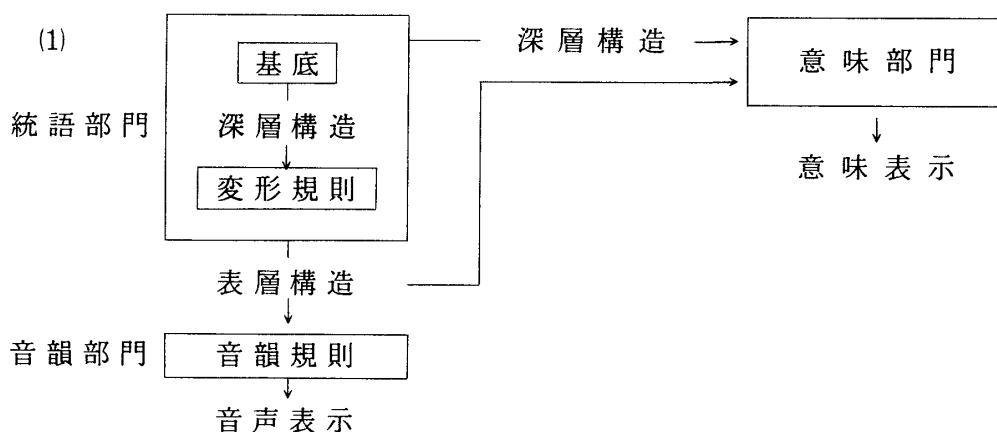 (1)
深層構造
意味部門
基底
統語部門
深層構造
意味表示
変形規則
表層構造
音韻部門
音韻規則
音声表示